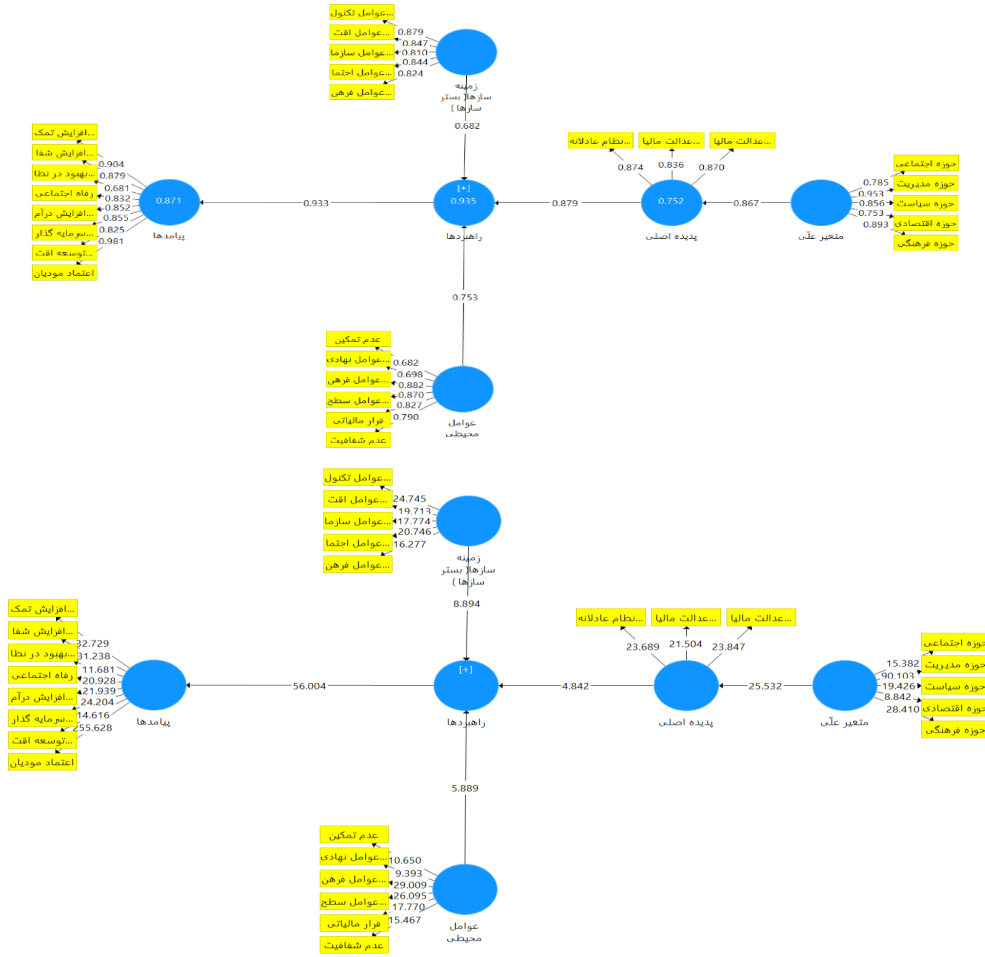 عوامل تکنول...
عوامل اقت...
عوامل سازما...
عوامل اجتما...
عوامل فرهن...
0.879
0.847
0.810
0.844
0.824
زمینه
سازها( بستر
سازها )
0.682
افزایش تمک...
افزایش شفا...
بهبود در نظا...
رفاه اجتماعی
افزایش درآم...
سرمایه گذار...
توسعه اقت...
اعتماد مودیان
0.904
0.879
0.681
0.832
0.852
0.855
0.825
0.981
0.871
پیامدها
0.933
[+]
0.935
راهبردها
0.879
نظام عادلانه...
عدالت مالیا...
عدالت مالیا...
0.874
0.836
0.870
0.752
پدیده اصلی
0.867
متغیر علّی
حوزه اجتماعی
حوزه مدیریت
حوزه سیاست
حوزه اقتصادی
حوزه فرهنگی
0.785
0.953
0.856
0.753
0.893
0.753
عدم تمکین
عوامل نهادی...
عوامل فرهن...
عوامل سطح...
فرار مالیاتی
عدم شفافیت
0.682
0.698
0.882
0.870
0.827
0.790
عوامل
محیطی
عوامل تکنول...
عوامل اقت...
عوامل سازما...
عوامل اجتما...
عوامل فرهن...
24.745
19.713
17.774
20.746
16.277
زمینه
سازها( بستر
سازها )
8.894
افزایش تمک...
افزایش شفا...
بهبود در نظا...
رفاه اجتماعی
افزایش درآم...
سرمایه گذار...
توسعه اقت...
اعتماد مودیان
32.729
31.238
11.681
20.928
21.939
24.204
14.616
255.628
پیامدها
56.004
[+]
راهبردها
4.842
نظام عادلانه...
عدالت مالیا...
عدالت مالیا...
23.689
21.504
23.847
پدیده اصلی
25.532
متغیر علّی
حوزه اجتماعی
حوزه مدیریت
حوزه سیاست
حوزه اقتصادی
حوزه فرهنگی
15.382
90.103
19.426
8.842
28.410
5.889
عدم تمکین
عوامل نهادی...
عوامل فرهن...
عوامل سطح...
فرار مالیاتی
عدم شفافیت
10.650
9.393
29.009
26.095
17.770
15.467
عوامل
محیطی